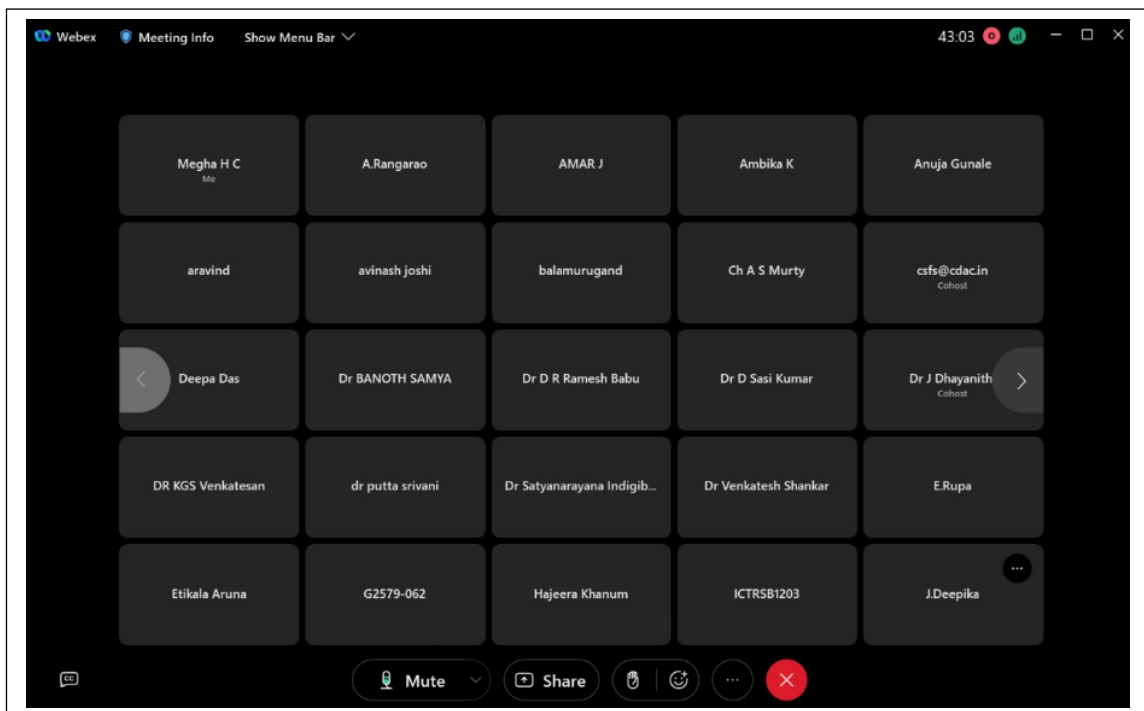 Webex Meeting Info Show Menu Bar 43:03
Megha H C A.Rangarao AMAR J Ambika K Anuja Gunale
Me
aravind avinash joshi balamurugand Ch A S Murty csfs@cdac.in
Cohost
Deepa Das Dr BANOTH SAMYA Dr D R Ramesh Babu Dr D Sasi Kumar Dr J Dhayanith
Cohost
DR KGS Venkatesan dr putta srivani Dr Satyanarayana Indigib... Dr Venkatesh Shankar E.Rupa
Etikala Aruna G2579-062 Hajeera Khanum ICTRSB1203 J.Deepika
CC Mute Share